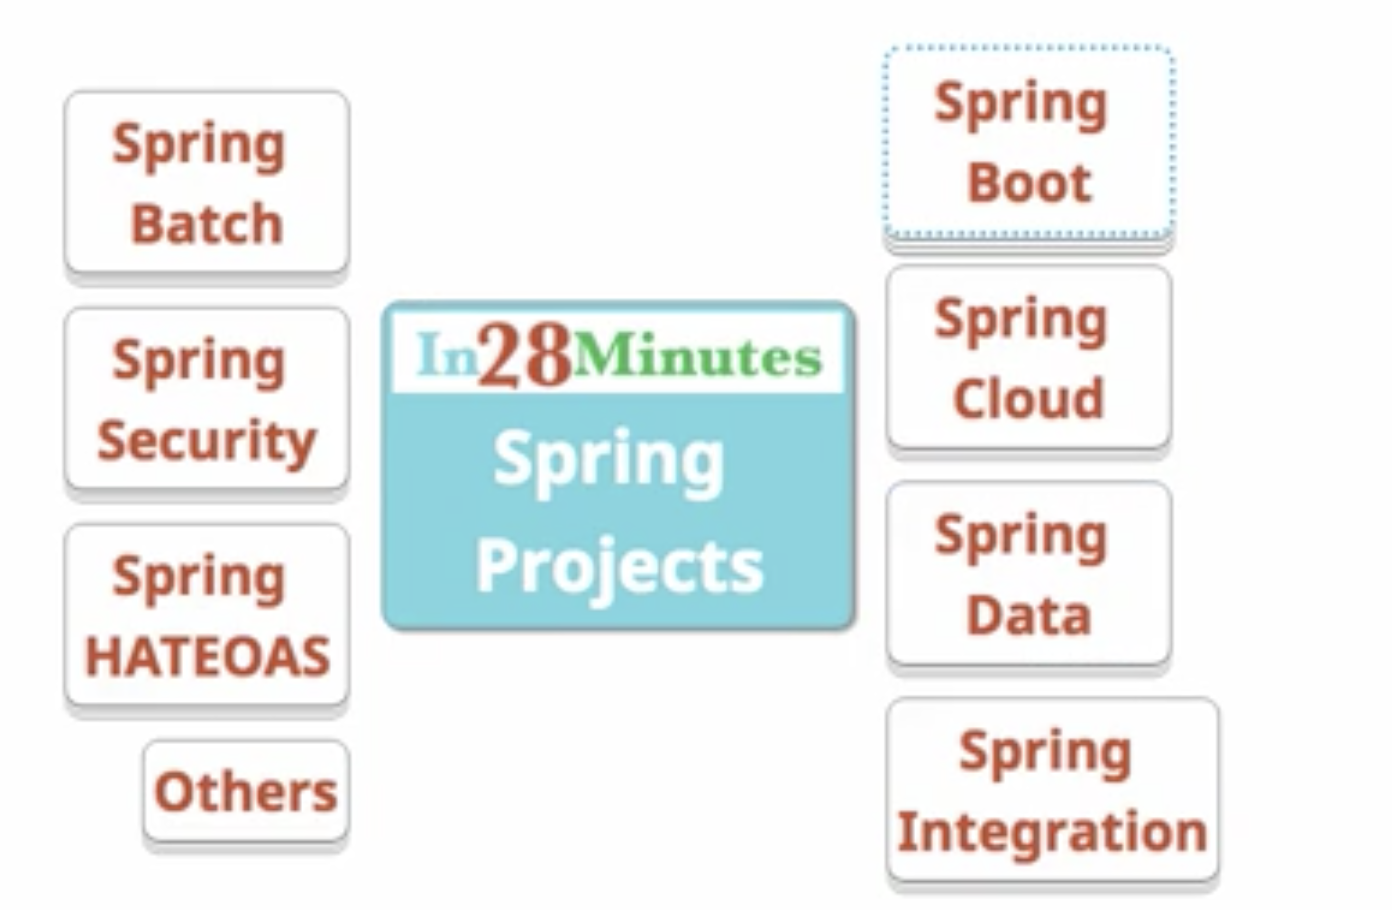 Spring
Batch
Spring
Security
Spring
HATEOAS
Others
In28Minutes
Spring
Projects
Spring
Boot
Spring
Cloud
Spring
Data
Spring
Integration